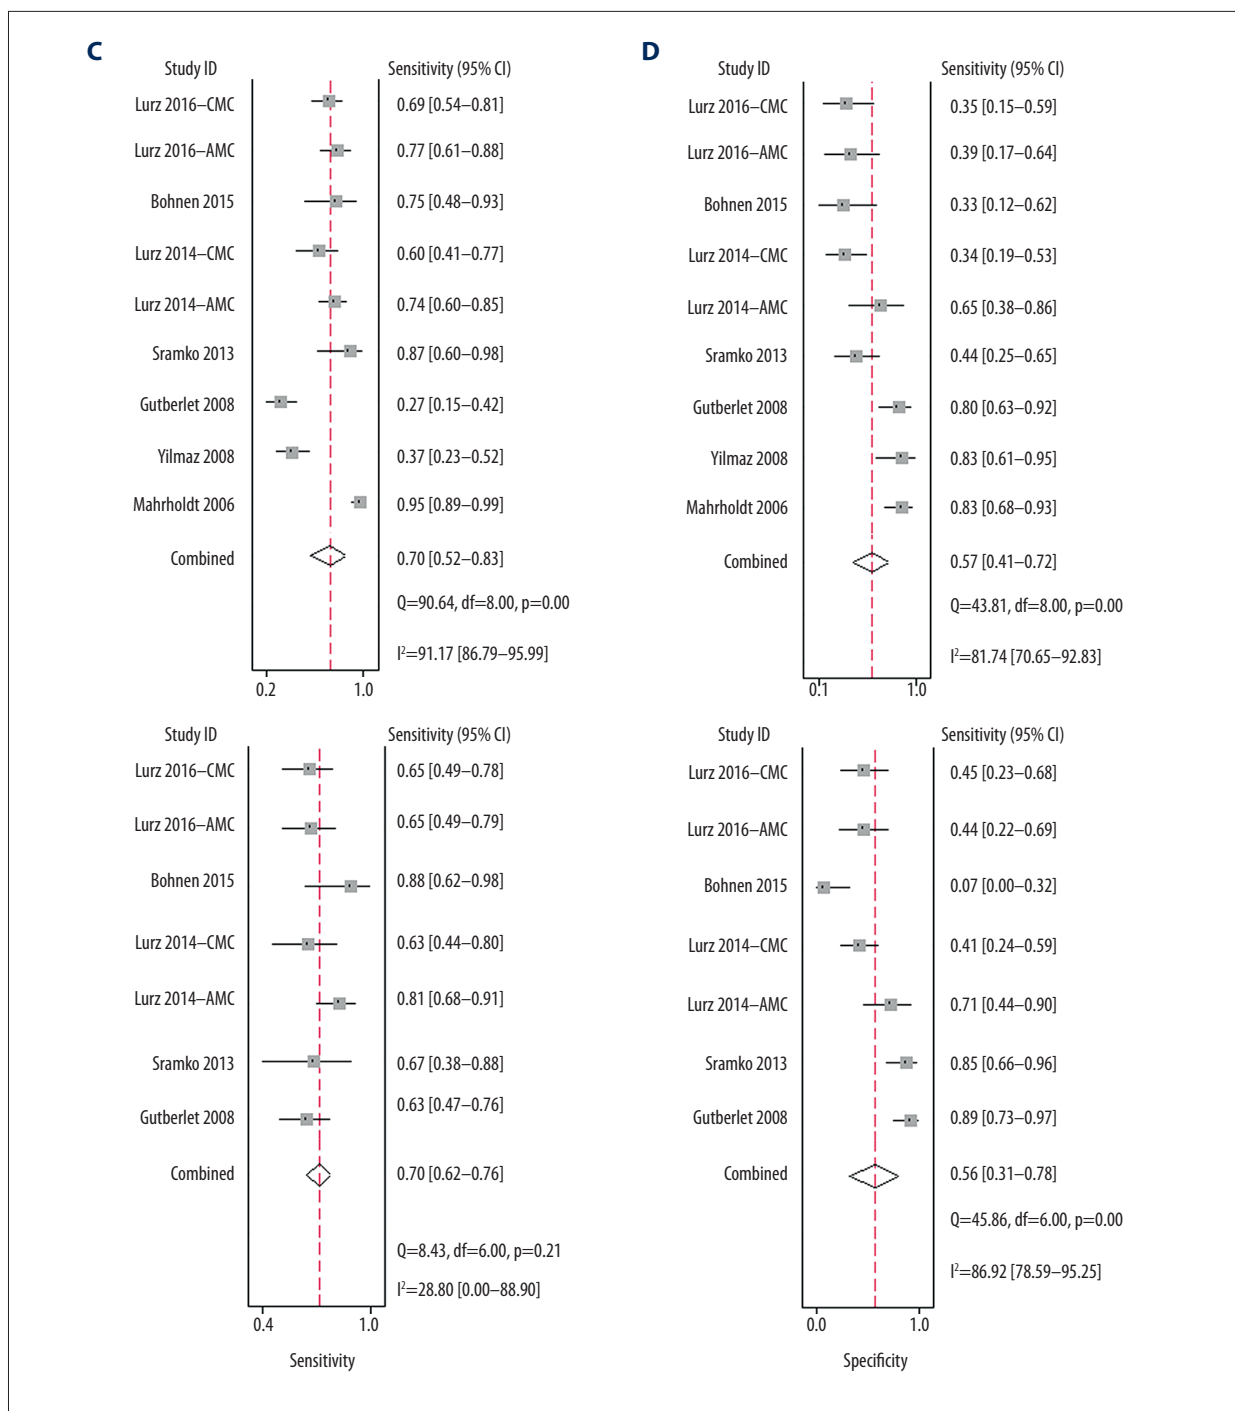 C
Study ID Sensitivity (95% CI)
Lurz 2016–CMC 0.69 [0.54–0.81]
Lurz 2016–AMC 0.77 [0.61–0.88]
Bohnen 2015 0.75 [0.48–0.93]
Lurz 2014–CMC 0.60 [0.41–0.77]
Lurz 2014–AMC 0.74 [0.60–0.85]
Sramko 2013 0.87 [0.60–0.98]
Gutberlet 2008 0.27 [0.15–0.42]
Yilmaz 2008 0.37 [0.23–0.52]
Mahrholdt 2006 0.95 [0.89–0.99]
Combined 0.70 [0.52–0.83]
Q=90.64, df=8.00, p=0.00
I²=91.17 [86.79–95.99]
0.2 1.0
D
Study ID Sensitivity (95% CI)
Lurz 2016–CMC 0.35 [0.15–0.59]
Lurz 2016–AMC 0.39 [0.17–0.64]
Bohnen 2015 0.33 [0.12–0.62]
Lurz 2014–CMC 0.34 [0.19–0.53]
Lurz 2014–AMC 0.65 [0.38–0.86]
Sramko 2013 0.44 [0.25–0.65]
Gutberlet 2008 0.80 [0.63–0.92]
Yilmaz 2008 0.83 [0.61–0.95]
Mahrholdt 2006 0.83 [0.68–0.93]
Combined 0.57 [0.41–0.72]
Q=43.81, df=8.00, p=0.00
I²=81.74 [70.65–92.83]
0.1 1.0
Study ID Sensitivity (95% CI)
Lurz 2016–CMC 0.65 [0.49–0.78]
Lurz 2016–AMC 0.65 [0.49–0.79]
Bohnen 2015 0.88 [0.62–0.98]
Lurz 2014–CMC 0.63 [0.44–0.80]
Lurz 2014–AMC 0.81 [0.68–0.91]
Sramko 2013 0.67 [0.38–0.88]
Gutberlet 2008 0.63 [0.47–0.76]
Combined 0.70 [0.62–0.76]
Q=8.43, df=6.00, p=0.21
I²=28.80 [0.00–88.90]
0.4 1.0
Sensitivity
Study ID Sensitivity (95% CI)
Lurz 2016–CMC 0.45 [0.23–0.68]
Lurz 2016–AMC 0.44 [0.22–0.69]
Bohnen 2015 0.07 [0.00–0.32]
Lurz 2014–CMC 0.41 [0.24–0.59]
Lurz 2014–AMC 0.71 [0.44–0.90]
Sramko 2013 0.85 [0.66–0.96]
Gutberlet 2008 0.89 [0.73–0.97]
Combined 0.56 [0.31–0.78]
Q=45.86, df=6.00, p=0.00
I²=86.92 [78.59–95.25]
0.0 1.0
Specificity